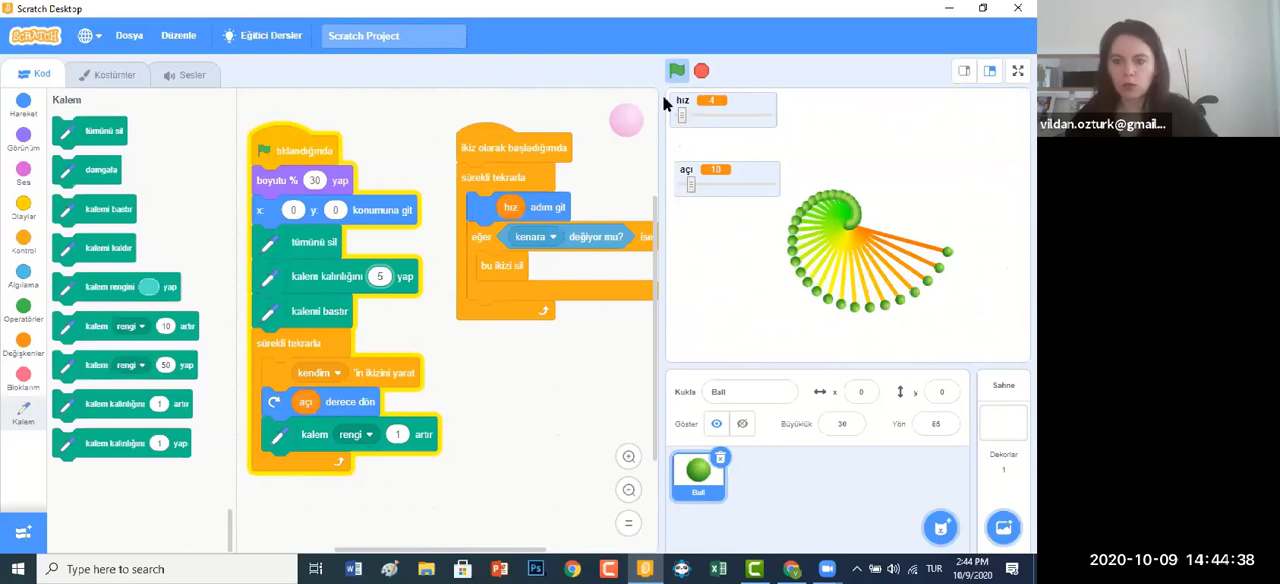 Scratch Desktop
SCRATCH
Dosya
Düzenle
Eğitici Dersler
Scratch Project
Kod
Kostümler
Sesler
Hareket
Görünüm
Ses
Olaylar
Kontrol
Algılama
Operatörler
Değişkenler
Bloklarım
Kalem
Kalem
tümünü sil
damgala
kalemi bastır
kalemi kaldır
kalem rengini yap
kalem rengi 10 artır
kalem rengi 50 yap
kalem kalınlığını 1 artır
kalem kalınlığını 1 yap
tıklandığında
boyutu % 30 yap
x: 0 y: 0 konumuna git
tümünü sil
kalem kalınlığını 5 yap
kalemi bastır
sürekli tekrarla
kendim 'in ikizini yarat
açı derece dön
kalem rengi 1 artır
ikiz olarak başladığımda
sürekli tekrarla
hız adım git
eğer kenara değiyor mu? ise
bu ikizi sil
hız 4
açı 10
Kukla Ball x 0 y 0
Göster Büyüklük 30 Yön 85
Ball
Sahne
Dekorlar
1
vildan.ozturk@gmail...
Type here to search
TUR
2:44 PM
10/9/2020
2020-10-09 14:44:38